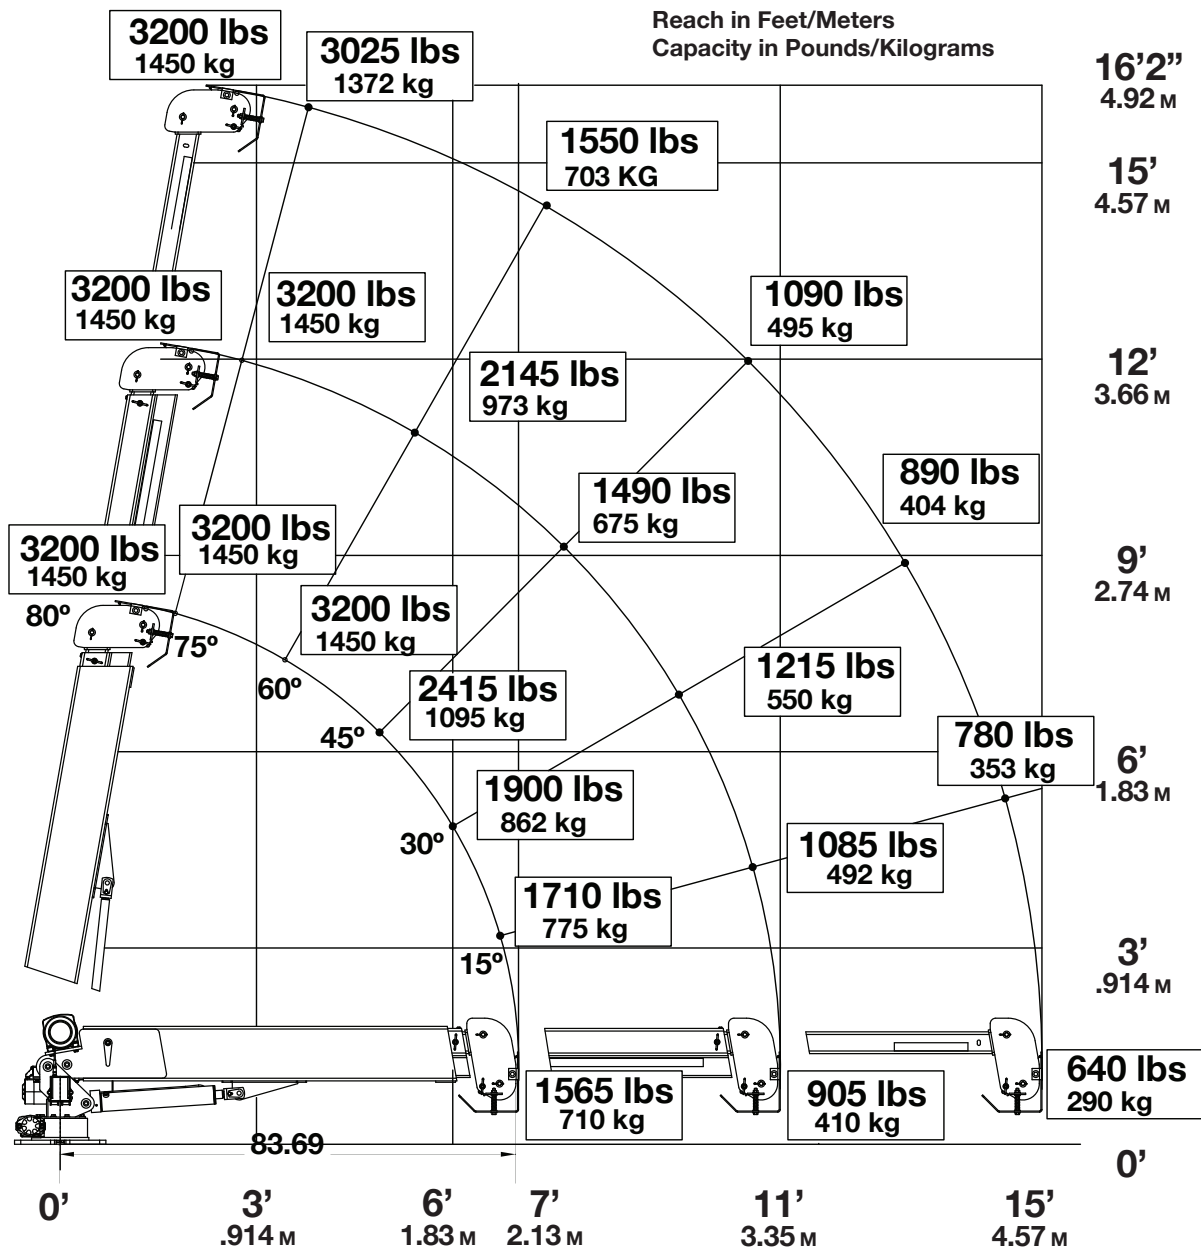 Reach in Feet/Meters
Capacity in Pounds/Kilograms
3200 lbs
1450 kg
3025 lbs
1372 kg
16’2”
4.92 M
1550 lbs
703 KG
15’
4.57 M
3200 lbs
1450 kg
3200 lbs
1450 kg
1090 lbs
495 kg
12’
3.66 M
2145 lbs
973 kg
890 lbs
404 kg
1490 lbs
675 kg
3200 lbs
1450 kg
3200 lbs
1450 kg
9’
2.74 M
80º
75º
3200 lbs
1450 kg
60º
1215 lbs
550 kg
2415 lbs
1095 kg
45º
780 lbs
353 kg
6’
1.83 M
1900 lbs
862 kg
30º
1085 lbs
492 kg
1710 lbs
775 kg
15º
3’
.914 M
1565 lbs
710 kg
905 lbs
410 kg
640 lbs
290 kg
83.69
0’
0’
3’
.914 M
6’
1.83 M
7’
2.13 M
11’
3.35 M
15’
4.57 M